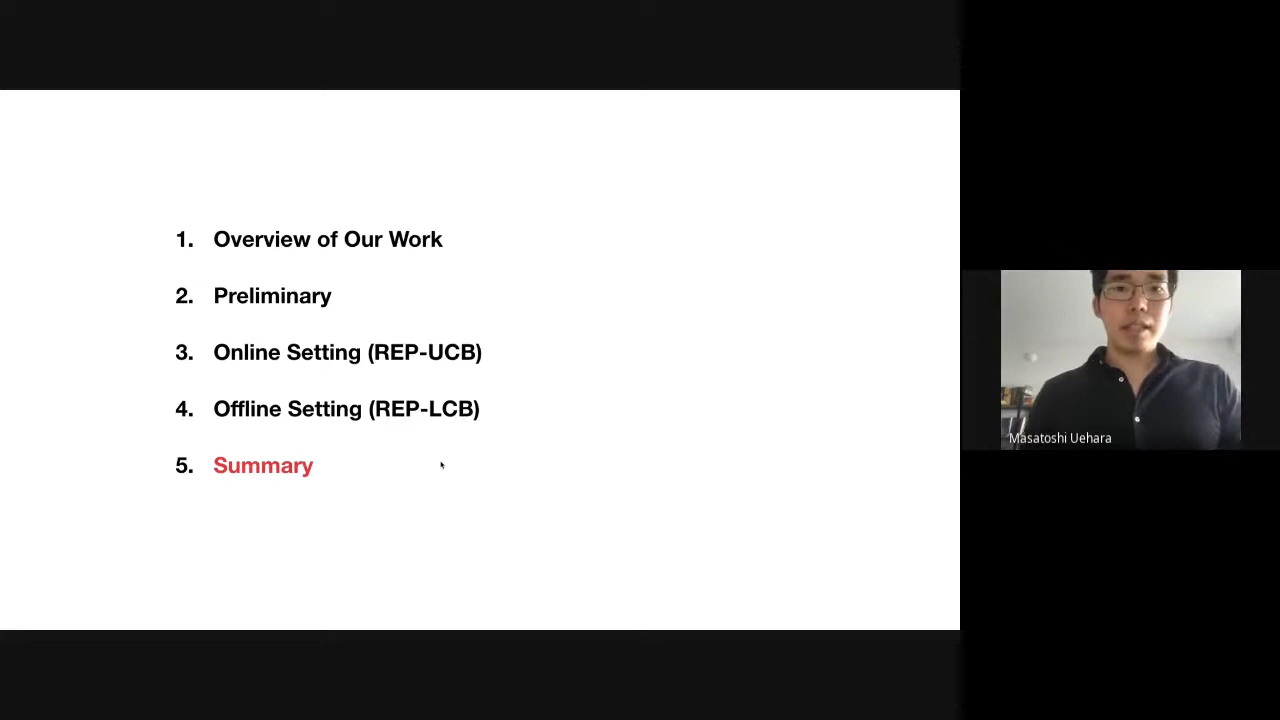 1. Overview of Our Work
2. Preliminary
3. Online Setting (REP-UCB)
4. Offline Setting (REP-LCB)
5. Summary
Masatoshi Uehara